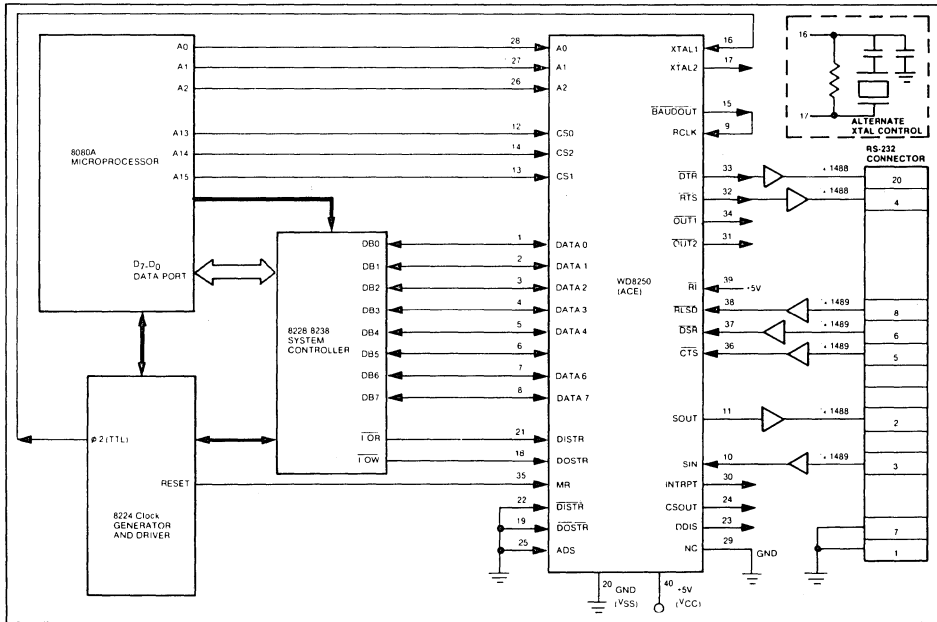 8080A
MICROPROCESSOR
A0
A1
A2
A13
A14
A15
D7-D0
DATA PORT
8224 Clock
GENERATOR
AND DRIVER
φ2 (TTL)
RESET
8228 8238
SYSTEM
CONTROLLER
DB0
DB1
DB2
DB3
DB4
DB5
DB6
DB7
I OR
I OW
28
27
26
12
14
13
1
2
3
4
5
6
7
8
21
18
35
22
19
25
WD8250
(ACE)
A0
A1
A2
CS0
CS2
CS1
DATA 0
DATA 1
DATA 2
DATA 3
DATA 4
DATA 6
DATA 7
DISTR
DOSTR
MR
DISTR
DOSTR
ADS
XTAL1
XTAL2
BAUDOUT
RCLK
DTR
RTS
OUT1
OUT2
RI
RLSD
DSR
CTS
SOUT
SIN
INTRPT
CSOUT
DDIS
NC
16
17
15
9
33
32
34
31
39
+5V
38
37
36
11
10
30
24
23
29
GND
20 GND
(VSS)
40 +5V
(VCC)
16
17
ALTERNATE
XTAL CONTROL
RS-232
CONNECTOR
1488
1488
1489
1489
1489
1488
1489
20
4
8
6
5
2
3
7
1